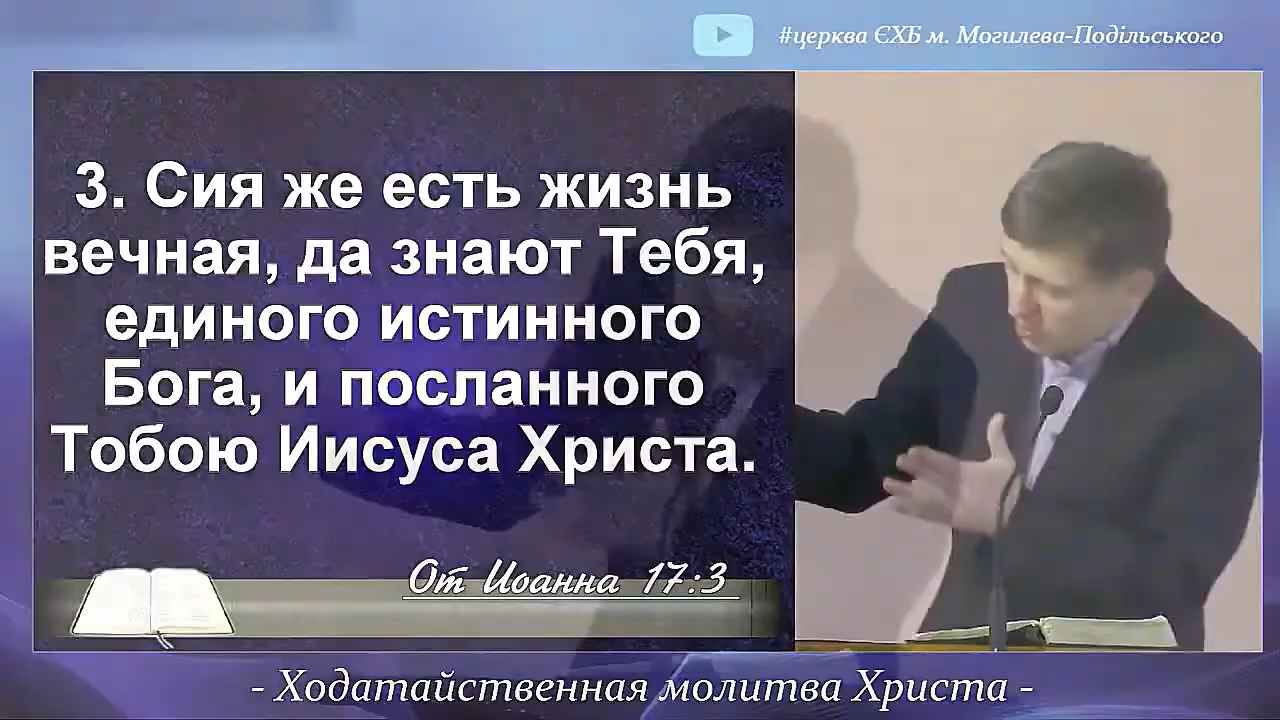 #церква ЄХБ м. Могилева-Подільського
3. Сия же есть жизнь
вечная, да знают Тебя,
единого истинного
Бога, и посланного
Тобою Иисуса Христа.
От Иоанна 17:3
- Ходатайственная молитва Христа -